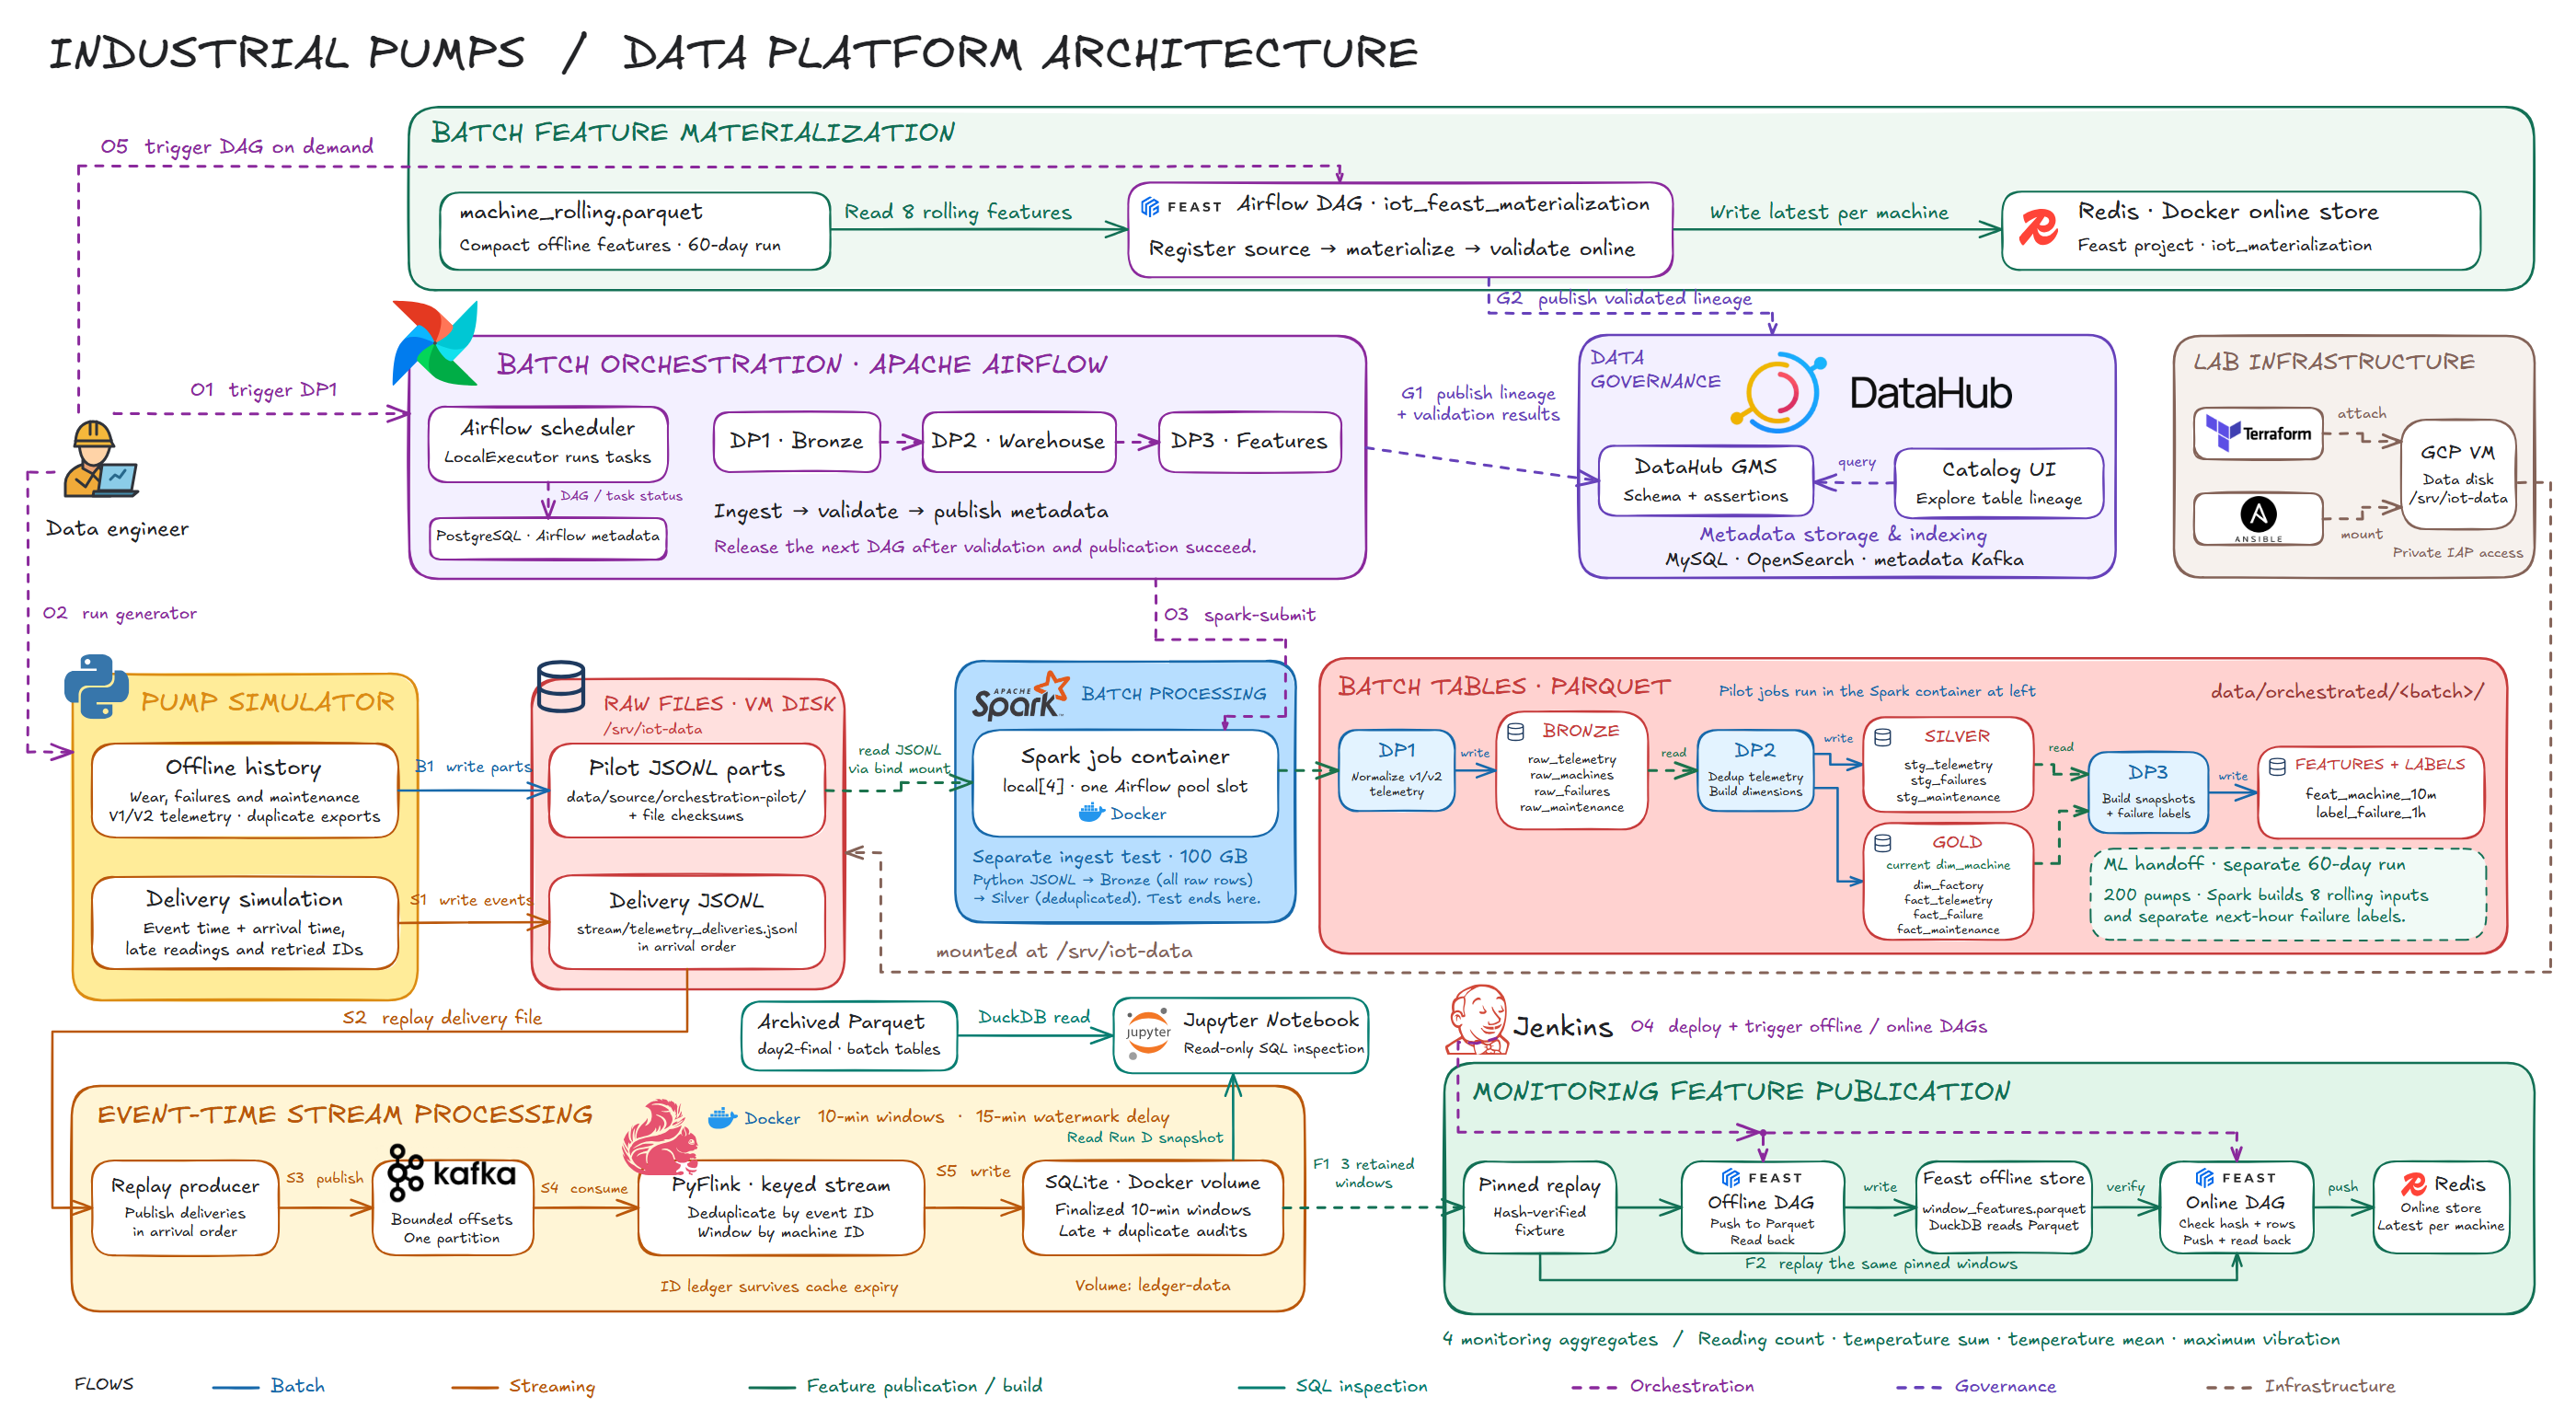 INDUSTRIAL PUMPS / DATA PLATFORM ARCHITECTURE
BATCH FEATURE MATERIALIZATION
O5 trigger DAG on demand
machine_rolling.parquet
Compact offline features · 60-day run
Read 8 rolling features
FEAST Airflow DAG · iot_feast_materialization
Register source → materialize → validate online
Write latest per machine
Redis · Docker online store
Feast project · iot_materialization
G2 publish validated lineage
BATCH ORCHESTRATION · APACHE AIRFLOW
O1 trigger DP1
Airflow scheduler
LocalExecutor runs tasks
DAG / task status
PostgreSQL · Airflow metadata
DP1 · Bronze
DP2 · Warehouse
DP3 · Features
Ingest → validate → publish metadata
Release the next DAG after validation and publication succeed.
G1 publish lineage
+ validation results
DATA
GOVERNANCE
DataHub
DataHub GMS
Schema + assertions
query
Catalog UI
Explore table lineage
Metadata storage & indexing
MySQL · OpenSearch · metadata Kafka
LAB INFRASTRUCTURE
Terraform
attach
ANSIBLE
mount
GCP VM
Data disk
/srv/iot-data
Private IAP access
Data engineer
O2 run generator
O3 spark-submit
PUMP SIMULATOR
Offline history
Wear, failures and maintenance
V1/V2 telemetry · duplicate exports
Delivery simulation
Event time + arrival time,
late readings and retried IDs
B1 write parts
S1 write events
RAW FILES · VM DISK
/srv/iot-data
Pilot JSONL parts
data/source/orchestration-pilot/
+ file checksums
Delivery JSONL
stream/telemetry_deliveries.jsonl
in arrival order
read JSONL
via bind mount
APACHE
Spark
BATCH PROCESSING
Spark job container
local[4] · one Airflow pool slot
Docker
Separate ingest test · 100 GB
Python JSONL → Bronze (all raw rows)
→ Silver (deduplicated). Test ends here.
mounted at /srv/iot-data
BATCH TABLES · PARQUET
Pilot jobs run in the Spark container at left
data/orchestrated/<batch>/
DP1
Normalize v1/v2
telemetry
write
BRONZE
raw_telemetry
raw_machines
raw_failures
raw_maintenance
read
DP2
Dedup telemetry
Build dimensions
write
SILVER
stg_telemetry
stg_failures
stg_maintenance
GOLD
current dim_machine
dim_factory
fact_telemetry
fact_failure
fact_maintenance
read
DP3
Build snapshots
+ failure labels
write
FEATURES + LABELS
feat_machine_10m
label_failure_1h
ML handoff · separate 60-day run
200 pumps · Spark builds 8 rolling inputs
and separate next-hour failure labels.
S2 replay delivery file
Archived Parquet
day2-final · batch tables
DuckDB read
jupyter
Jupyter Notebook
Read-only SQL inspection
Jenkins
O4 deploy + trigger offline / online DAGs
EVENT-TIME STREAM PROCESSING
Docker
10-min windows · 15-min watermark delay
Read Run D snapshot
Replay producer
Publish deliveries
in arrival order
S3 publish
kafka
Bounded offsets
One partition
S4 consume
PyFlink · keyed stream
Deduplicate by event ID
Window by machine ID
ID ledger survives cache expiry
S5 write
SQLite · Docker volume
Finalized 10-min windows
Late + duplicate audits
Volume: ledger-data
F1 3 retained
windows
MONITORING FEATURE PUBLICATION
Pinned replay
Hash-verified
fixture
FEAST
Offline DAG
Push to Parquet
Read back
write
Feast offline store
window_features.parquet
DuckDB reads Parquet
verify
FEAST
Online DAG
Check hash + rows
Push + read back
push
Redis
Online store
Latest per machine
F2 replay the same pinned windows
4 monitoring aggregates / Reading count · temperature sum · temperature mean · maximum vibration
FLOWS
Batch
Streaming
Feature publication / build
SQL inspection
Orchestration
Governance
Infrastructure